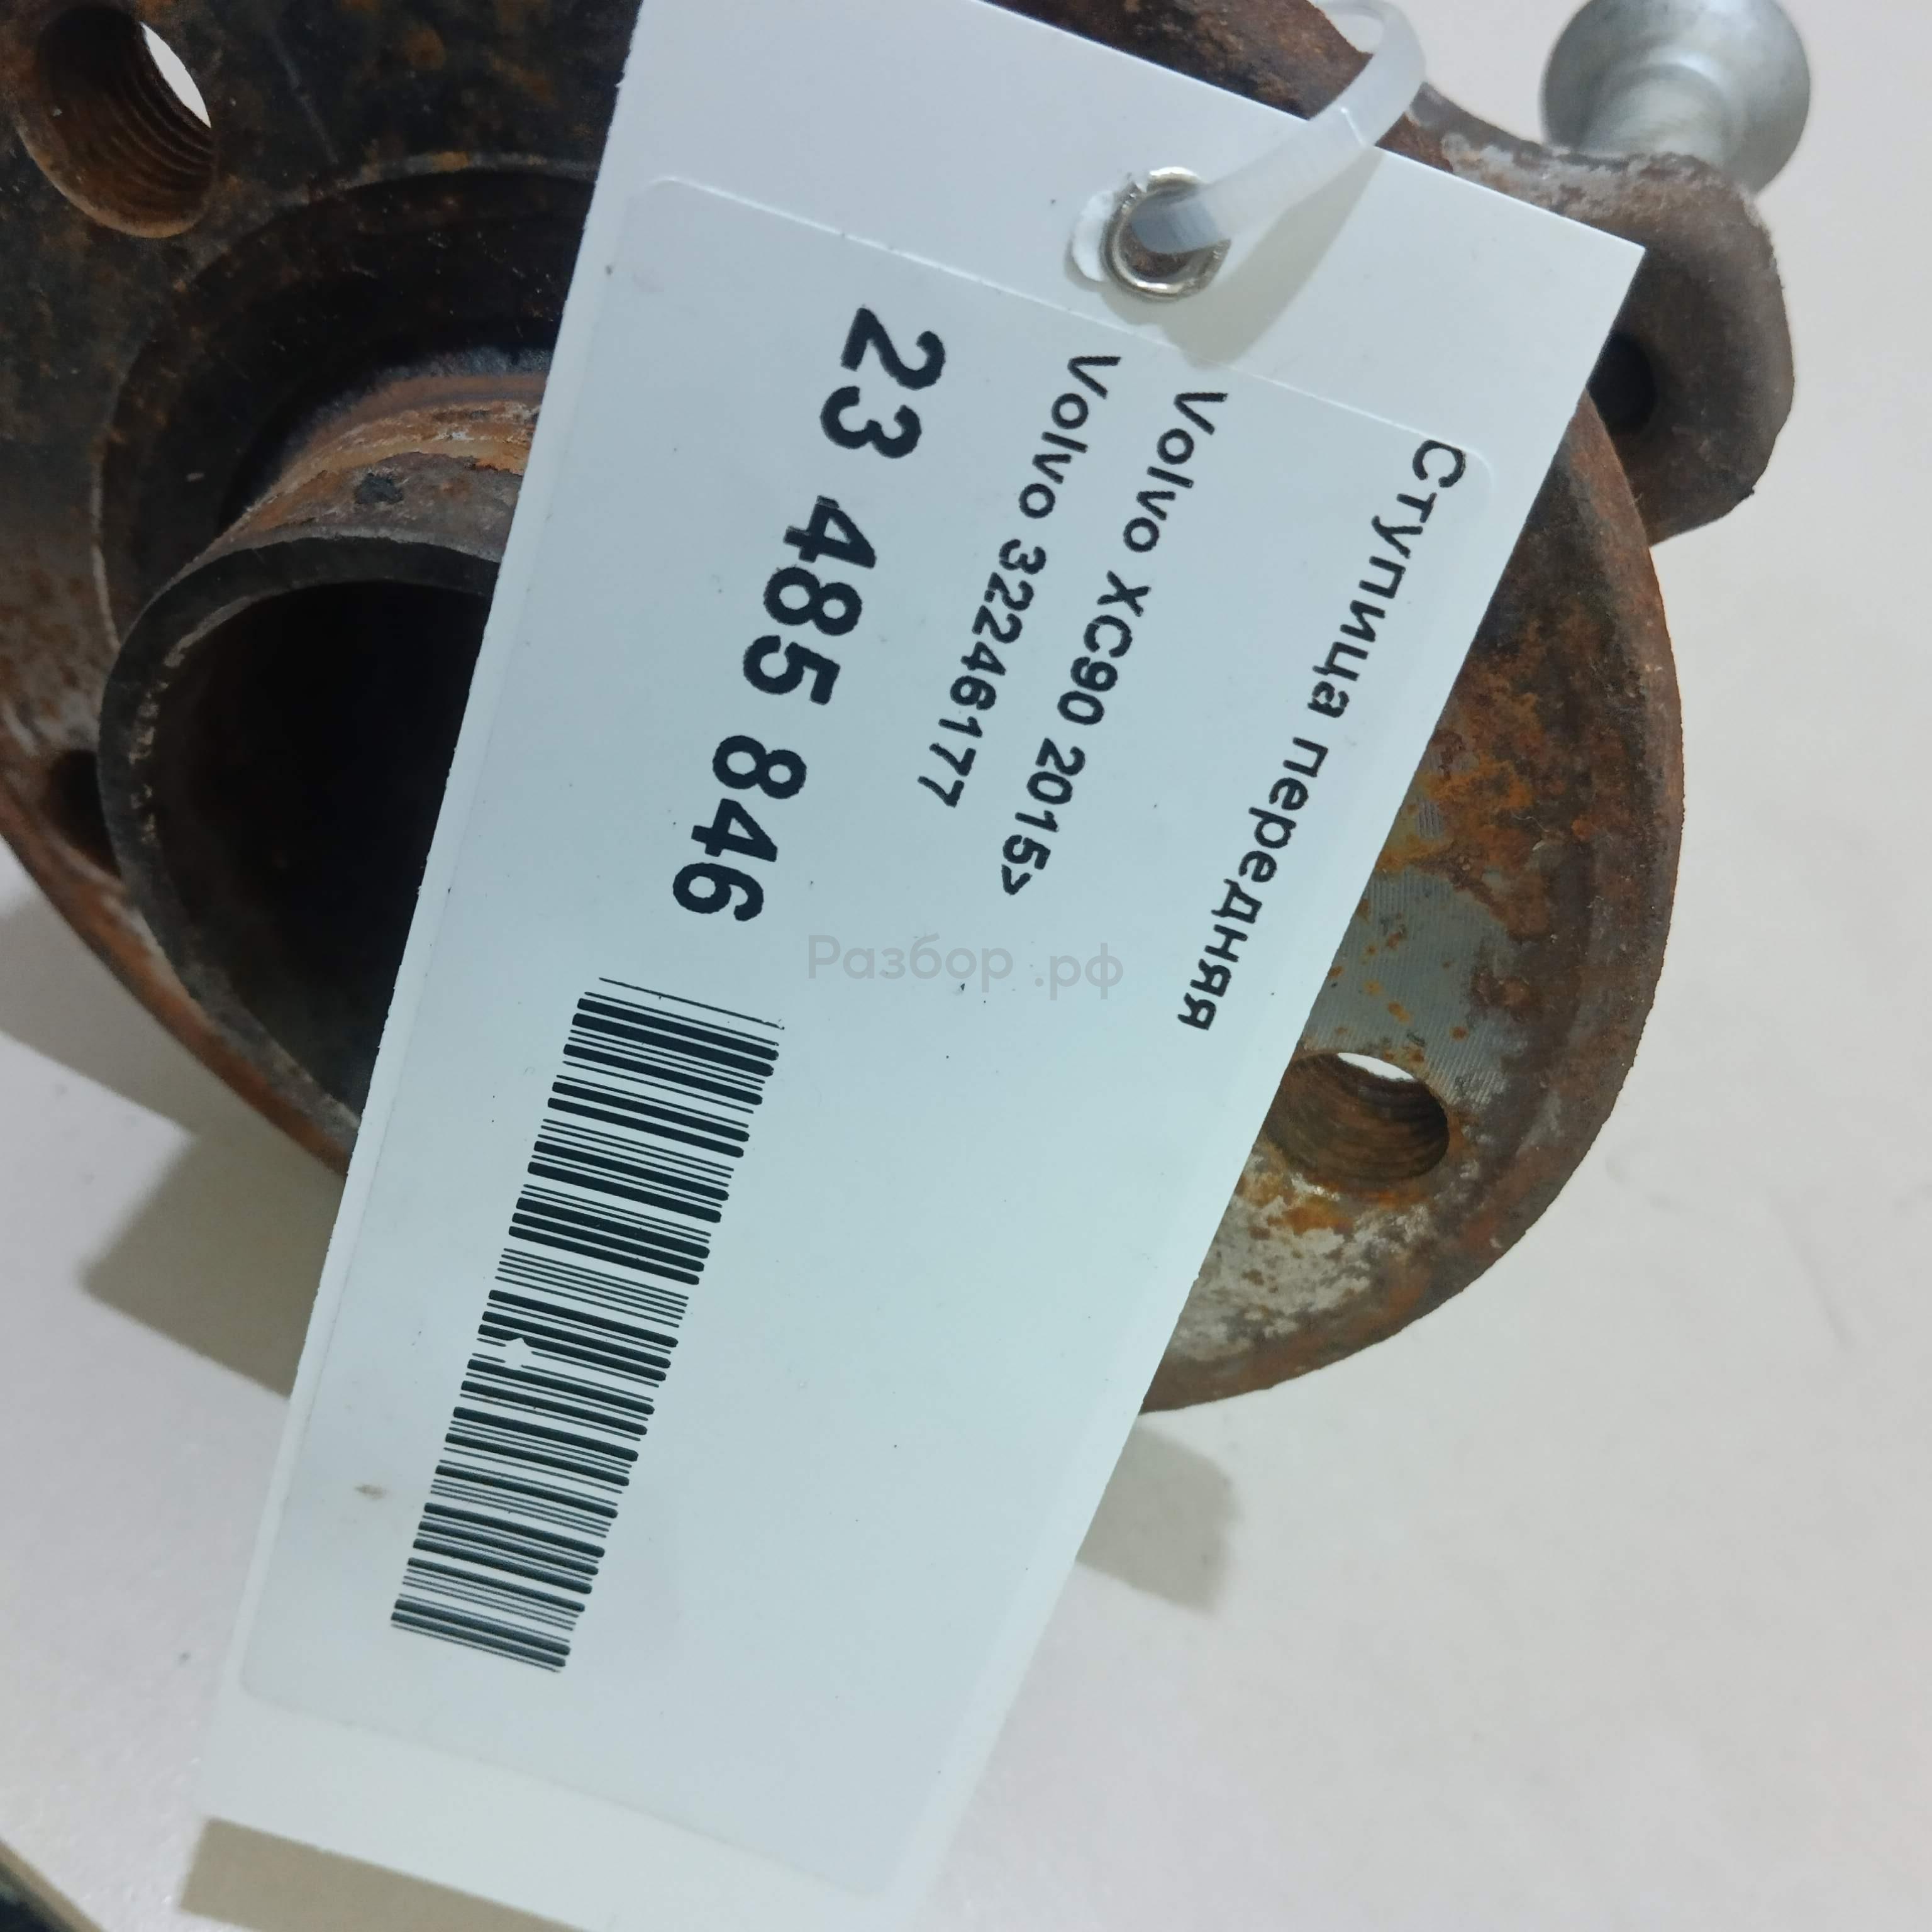 Ступица передняя
Volvo XC90 2015>
Volvo 32246177
23 485 846
Разбор.рф